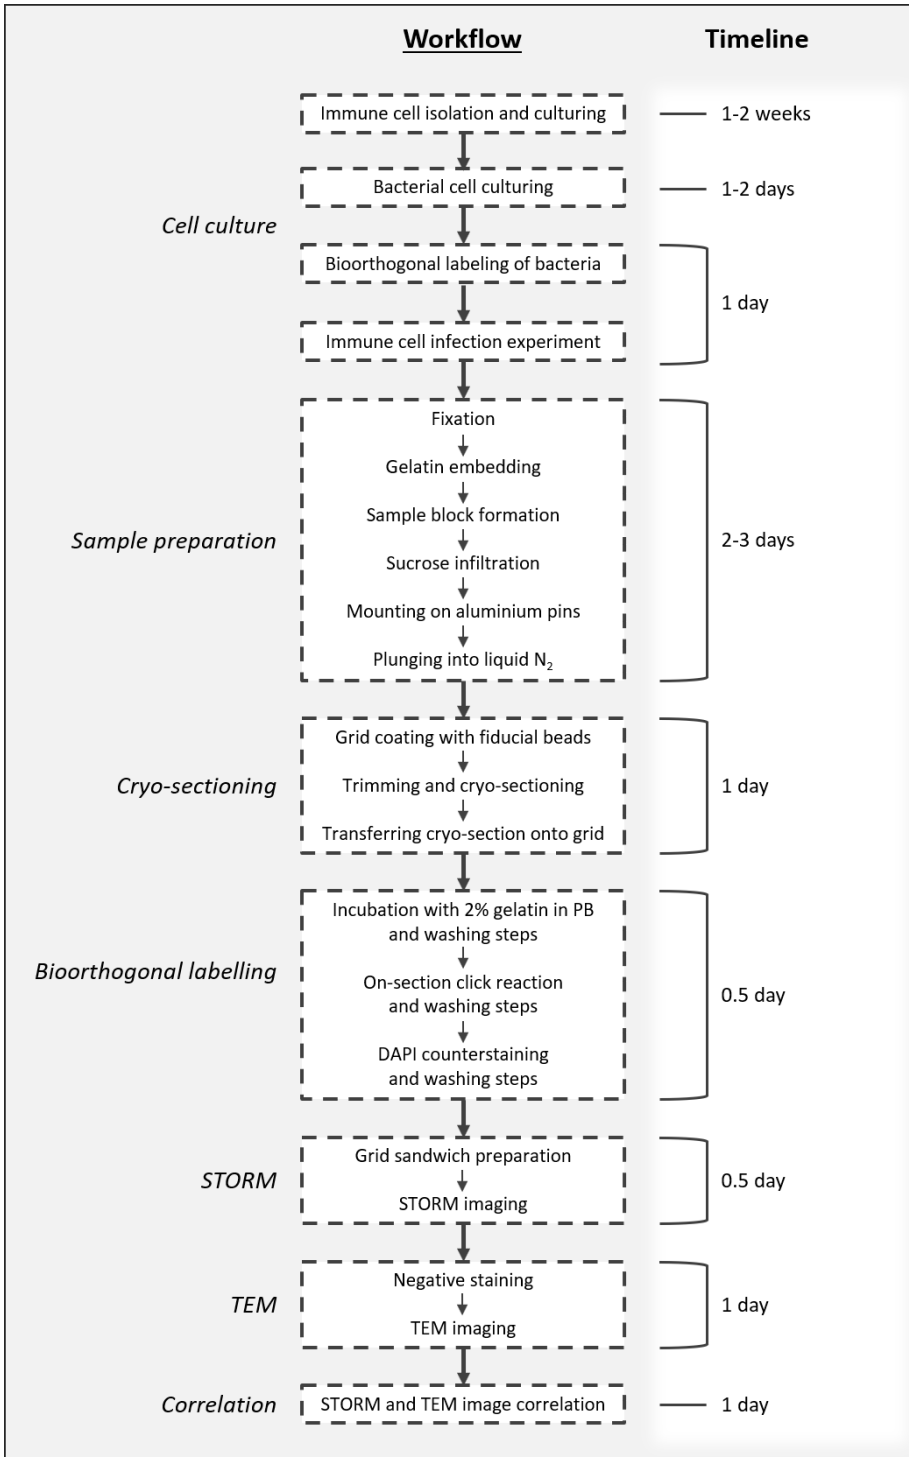 Workflow
Timeline
Immune cell isolation and culturing
1-2 weeks
Bacterial cell culturing
1-2 days
Cell culture
Bioorthogonal labeling of bacteria
1 day
Immune cell infection experiment
Fixation
Gelatin embedding
Sample block formation
Sample preparation
2-3 days
Sucrose infiltration
Mounting on aluminium pins
Plunging into liquid N₂
Grid coating with fiducial beads
Cryo-sectioning
Trimming and cryo-sectioning
1 day
Transferring cryo-section onto grid
Incubation with 2% gelatin in PB
and washing steps
Bioorthogonal labelling
On-section click reaction
and washing steps
0.5 day
DAPI counterstaining
and washing steps
Grid sandwich preparation
STORM
0.5 day
STORM imaging
Negative staining
TEM
1 day
TEM imaging
Correlation
STORM and TEM image correlation
1 day